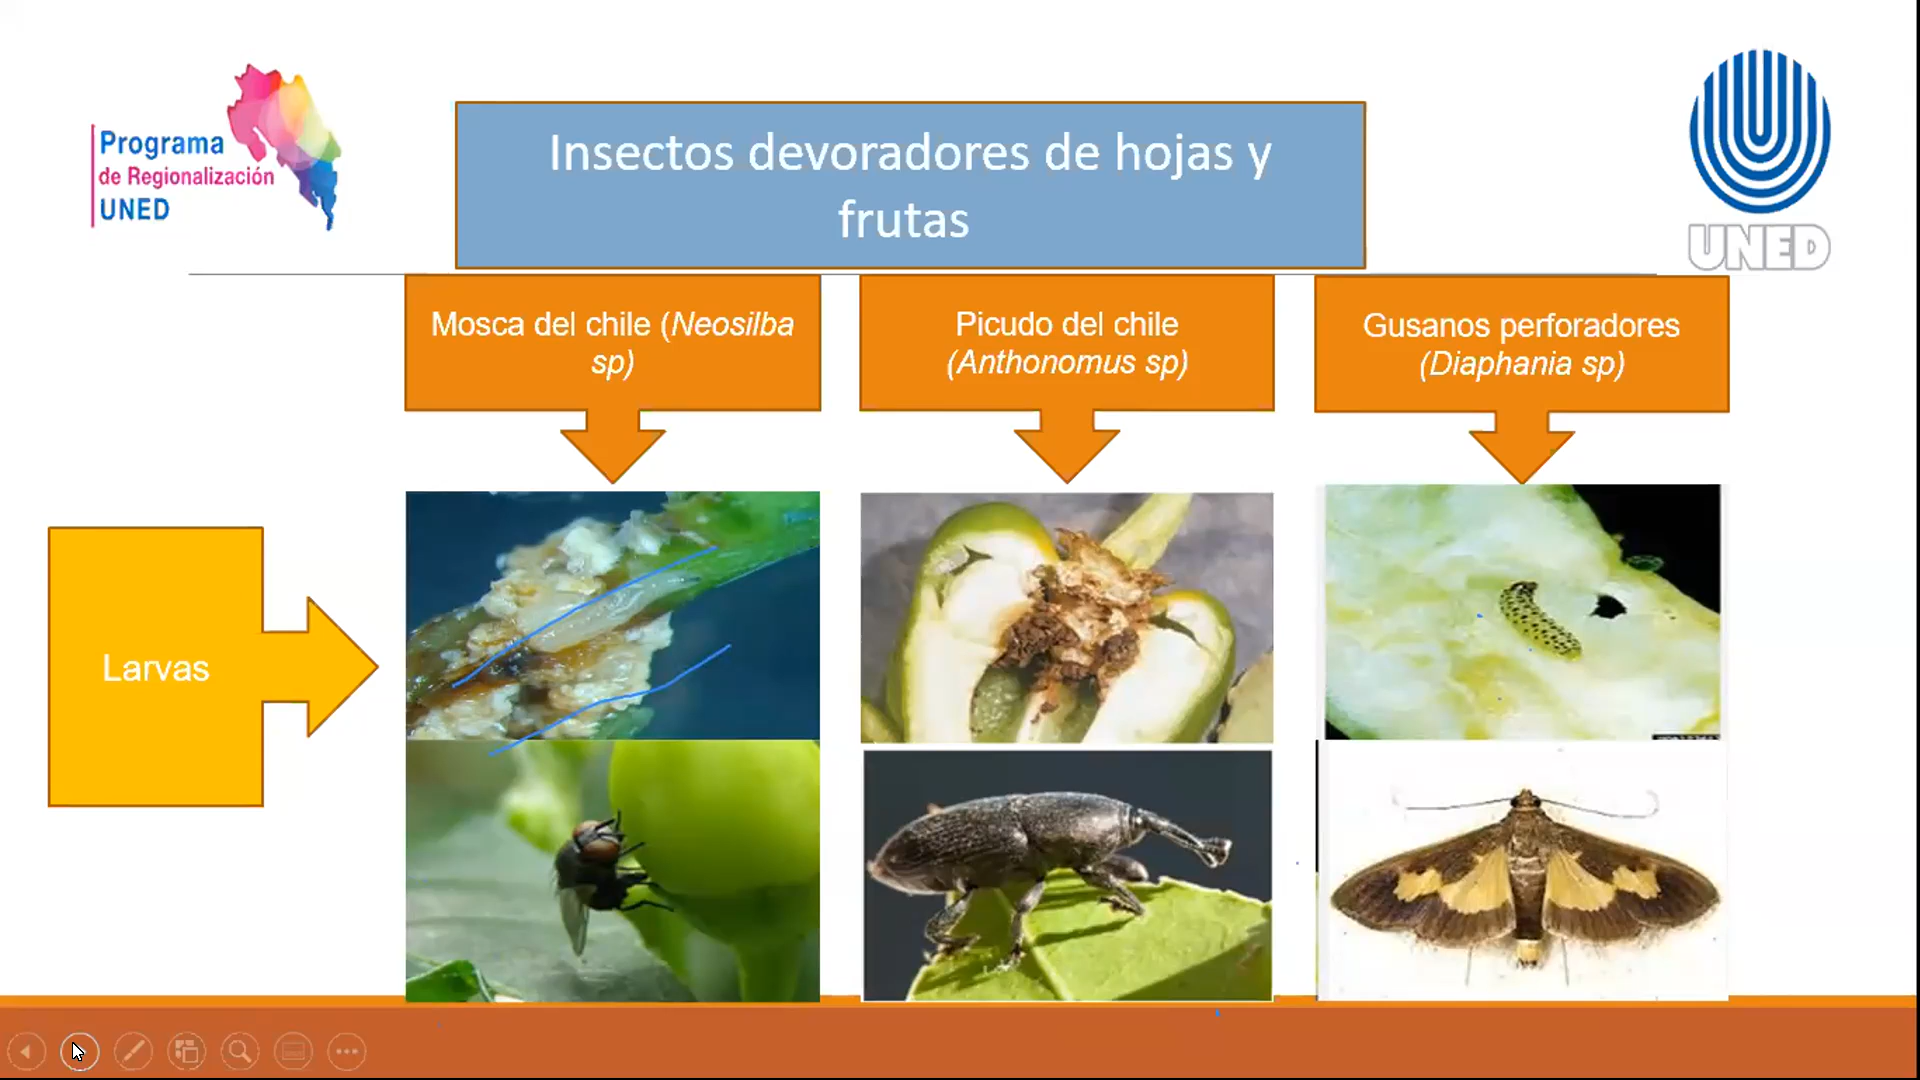 Programa
de Regionalización
UNED
Insectos devoradores de hojas y
frutas
UNED
Mosca del chile (Neosilba
sp)
Picudo del chile
(Anthonomus sp)
Gusanos perforadores
(Diaphania sp)
Larvas